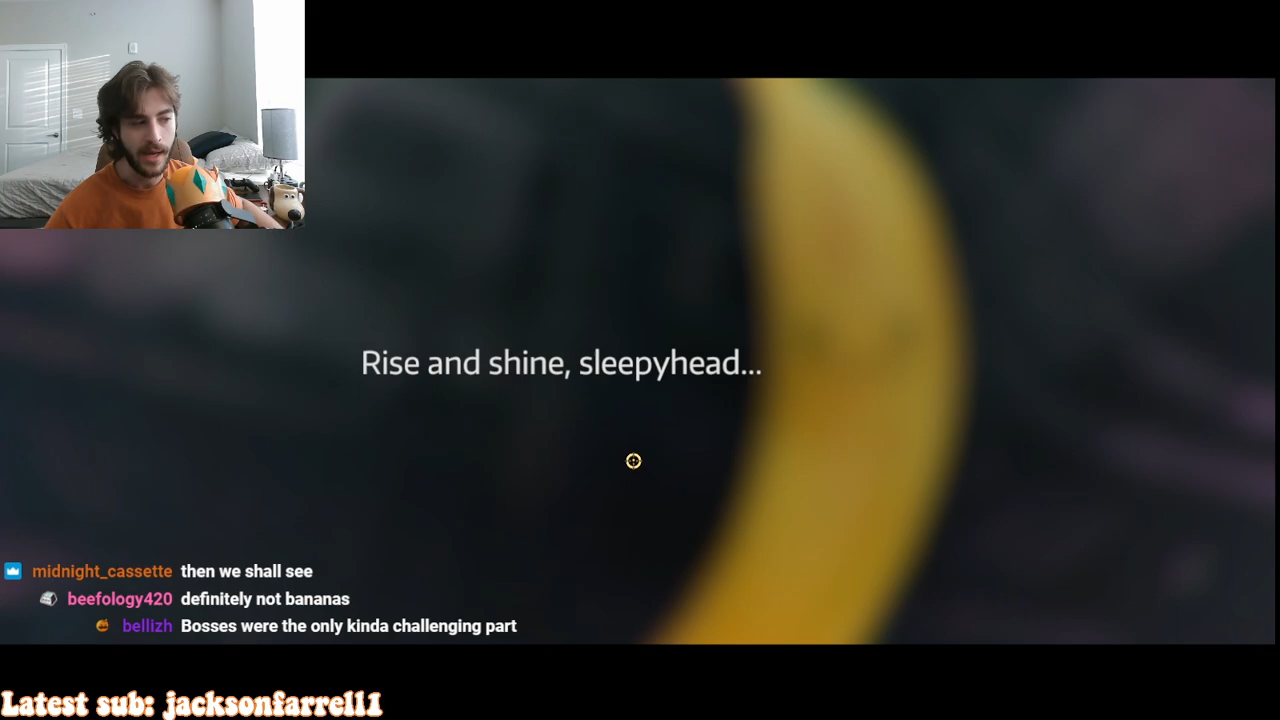 Rise and shine, sleepyhead...
midnight_cassette then we shall see
beefology420 definitely not bananas
bellizh Bosses were the only kinda challenging part
Latest sub: jacksonfarrell1